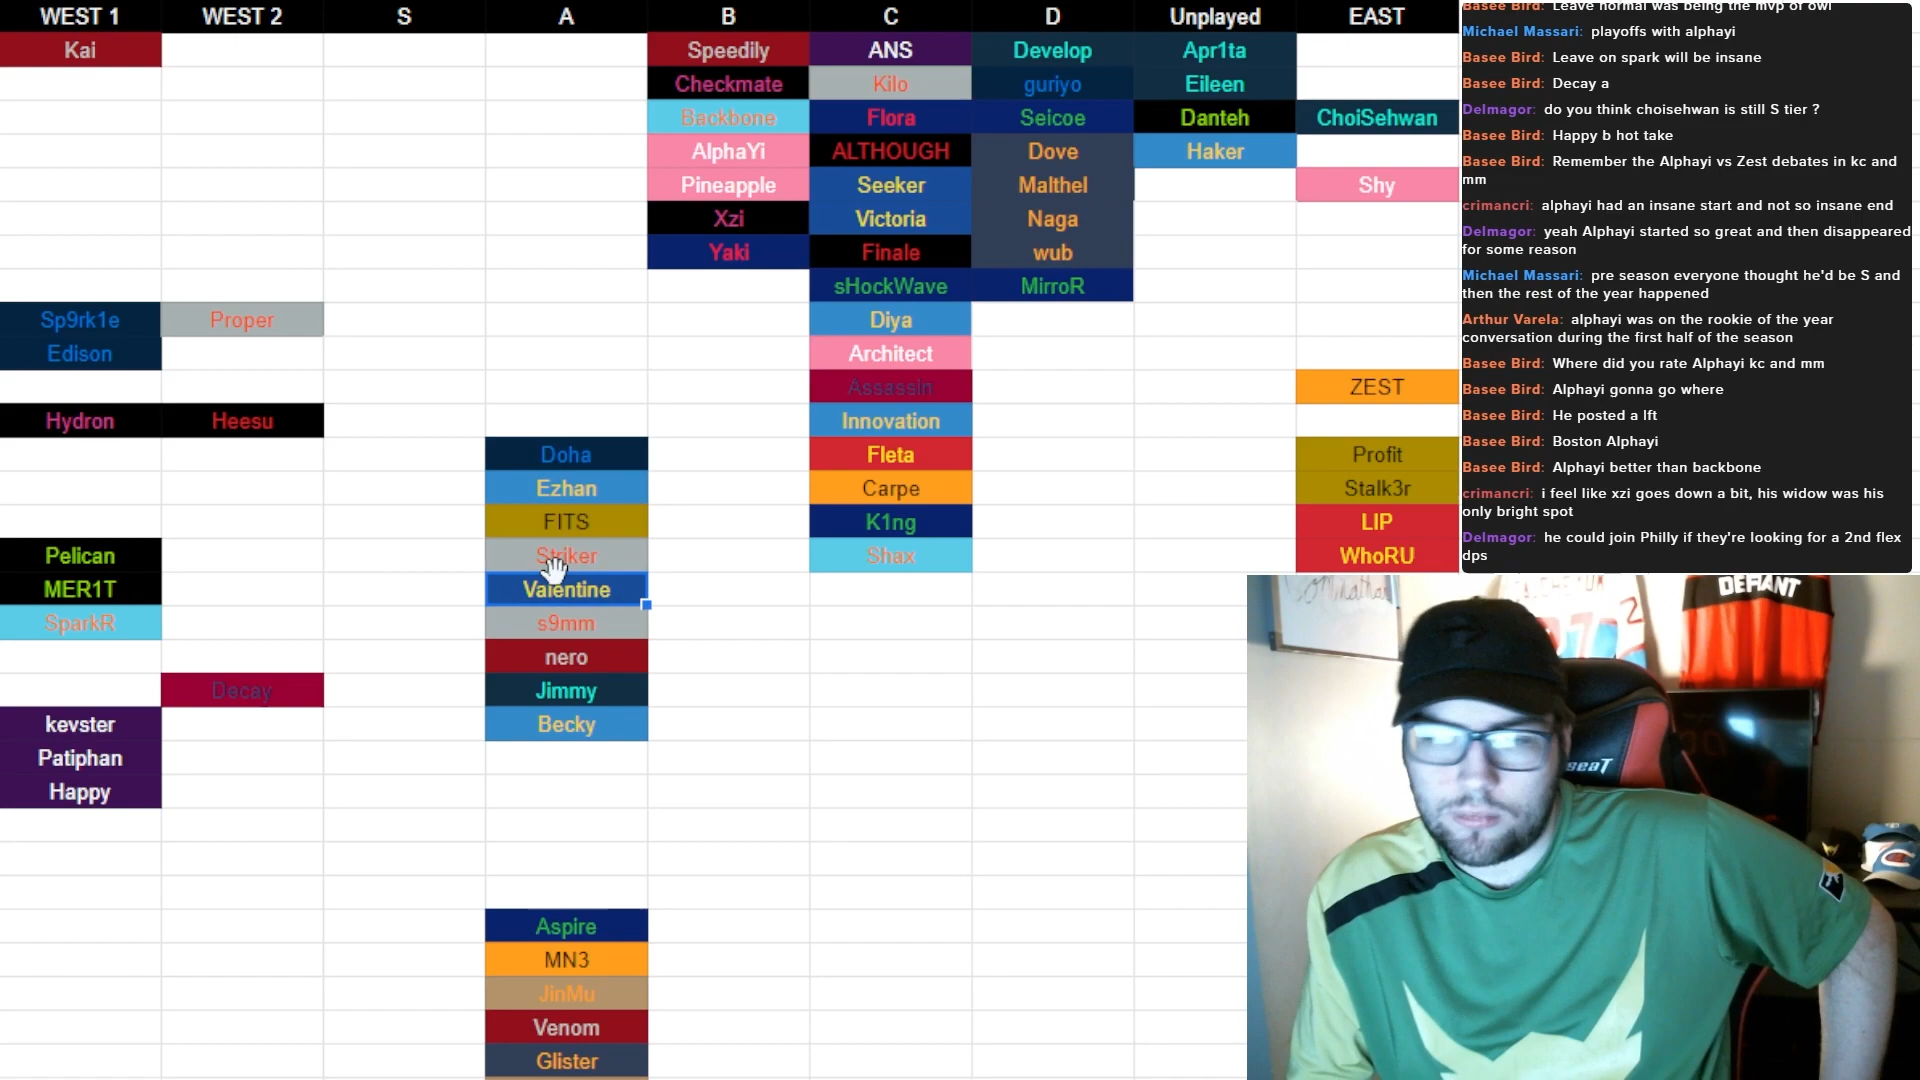 WEST 1 WEST 2 S A B C D Unplayed EAST
Kai Speedily ANS Develop Apr1ta
Checkmate Kilo guriyo Eileen
Backbone Flora Seicoe Danteh ChoiSehwan
AlphaYi ALTHOUGH Dove Haker
Pineapple Seeker Malthel Shy
Xzi Victoria Naga
Yaki Finale wub
sHockWave MirroR
Sp9rk1e Proper Diya
Edison Architect
Assassin ZEST
Hydron Heesu Innovation
Doha Fleta Profit
Ezhan Carpe Stalk3r
FITS K1ng LIP
Pelican Striker Shax WhoRU
MER1T Valentine
SparkR s9mm
nero
Decay Jimmy
kevster Becky
Patiphan
Happy
Aspire
MN3
JinMu
Venom
Glister
Basee Bird: Leave normal was being the mvp of owl
Michael Massari: playoffs with alphayi
Basee Bird: Leave on spark will be insane
Basee Bird: Decay a
Delmagor: do you think choisehwan is still S tier ?
Basee Bird: Happy b hot take
Basee Bird: Remember the Alphayi vs Zest debates in kc and
mm
crimancri: alphayi had an insane start and not so insane end
Delmagor: yeah Alphayi started so great and then disappeared
for some reason
Michael Massari: pre season everyone thought he'd be S and
then the rest of the year happened
Arthur Varela: alphayi was on the rookie of the year
conversation during the first half of the season
Basee Bird: Where did you rate Alphayi kc and mm
Basee Bird: Alphayi gonna go where
Basee Bird: He posted a lft
Basee Bird: Boston Alphayi
Basee Bird: Alphayi better than backbone
crimancri: i feel like xzi goes down a bit, his widow was his
only bright spot
Delmagor: he could join Philly if they're looking for a 2nd flex
dps
DEFIANT
seaT